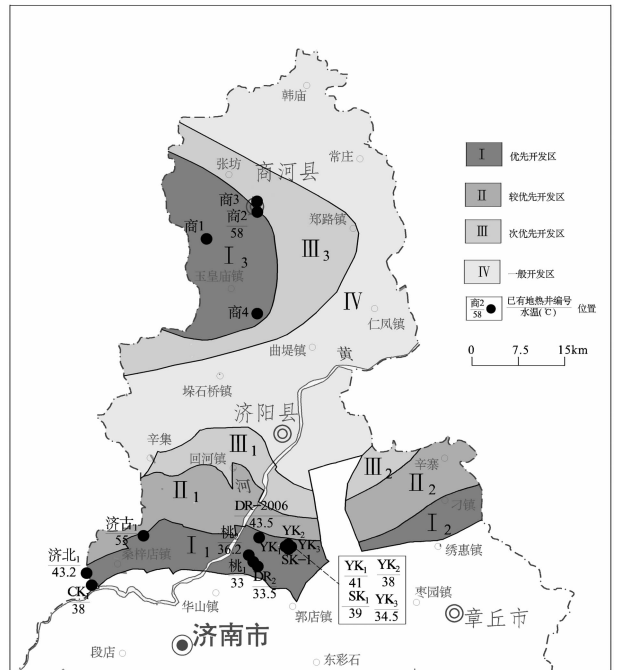 韩庙
常庄
张坊
商河县
商3
商2
58
商1
郑路镇
I3
III3
玉皇庙镇
IV
商4
仁凤镇
曲堤镇
黄
垛石桥镇
济阳县
辛集
III1
回河镇
河
II1
DR-2006
43.5
III2
辛寨
II2
刁镇
I2
绣惠镇
济古1
55
桑梓店镇
I1
桃
36.2
YK2
YK
YK3
SK-1
济北1
43.2
CK1
38
桃1
33
DR2
33.5
YK1 YK2
41 38
SK1 YK3
39 34.5
华山镇
郭店镇
枣园镇
章丘市
济南市
段店
东彩石
I 优先开发区
II 较优先开发区
III 次优先开发区
IV 一般开发区
商2
58
已有地热井编号
水温(℃)
位置
0 7.5 15km